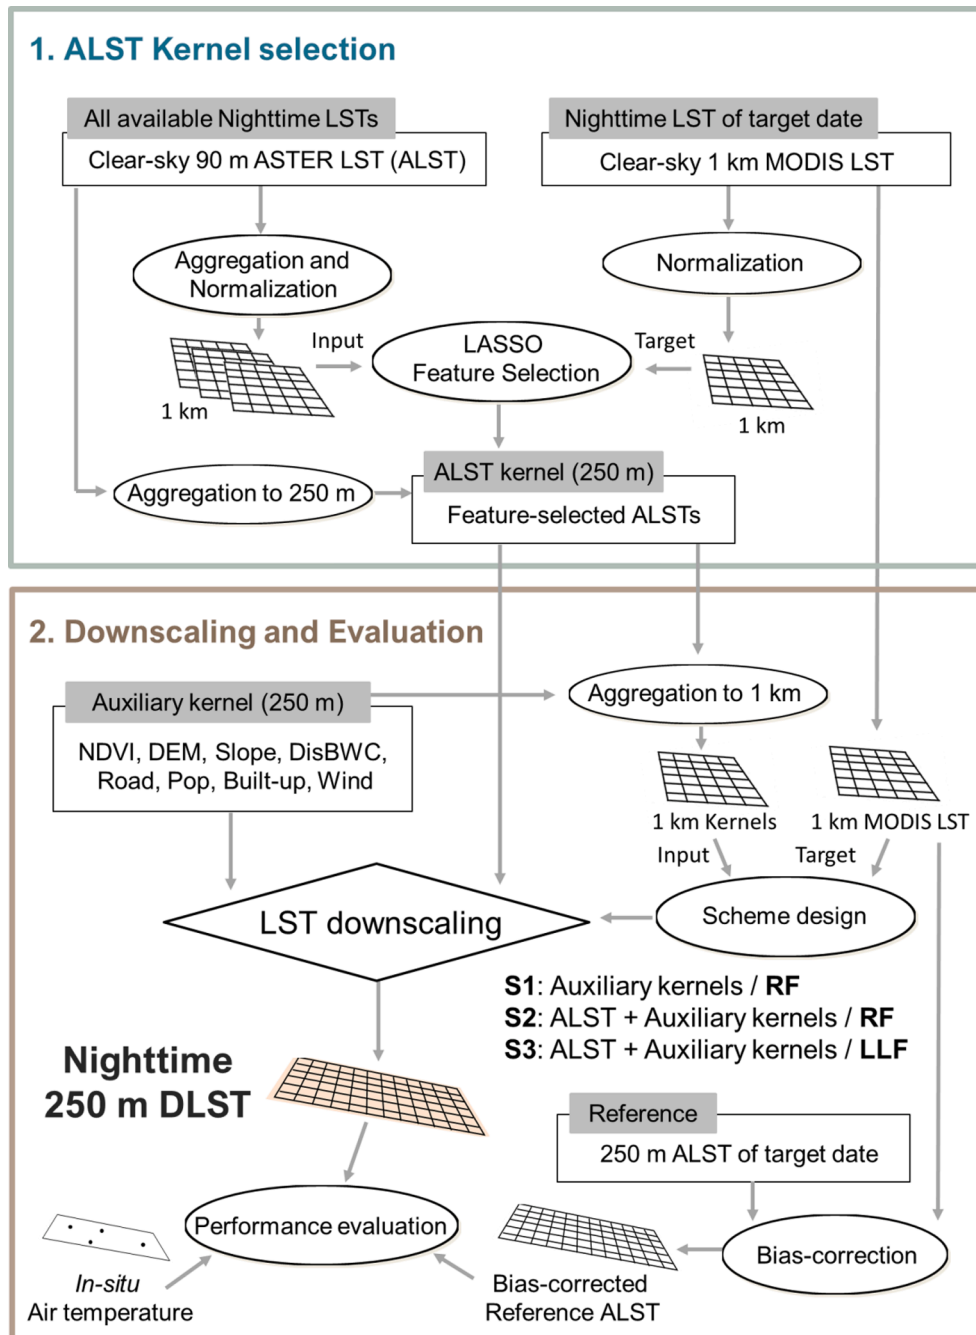 1. ALST Kernel selection
All available Nighttime LSTs
Clear-sky 90 m ASTER LST (ALST)
Nighttime LST of target date
Clear-sky 1 km MODIS LST
Aggregation and
Normalization
Normalization
Input
LASSO
Feature Selection
Target
1 km
1 km
Aggregation to 250 m
ALST kernel (250 m)
Feature-selected ALSTs
2. Downscaling and Evaluation
Auxiliary kernel (250 m)
NDVI, DEM, Slope, DisBWC,
Road, Pop, Built-up, Wind
Aggregation to 1 km
1 km Kernels
1 km MODIS LST
Input
Target
LST downscaling
Scheme design
S1: Auxiliary kernels / RF
S2: ALST + Auxiliary kernels / RF
S3: ALST + Auxiliary kernels / LLF
Nighttime
250 m DLST
Reference
250 m ALST of target date
Performance evaluation
Bias-correction
In-situ
Air temperature
Bias-corrected
Reference ALST